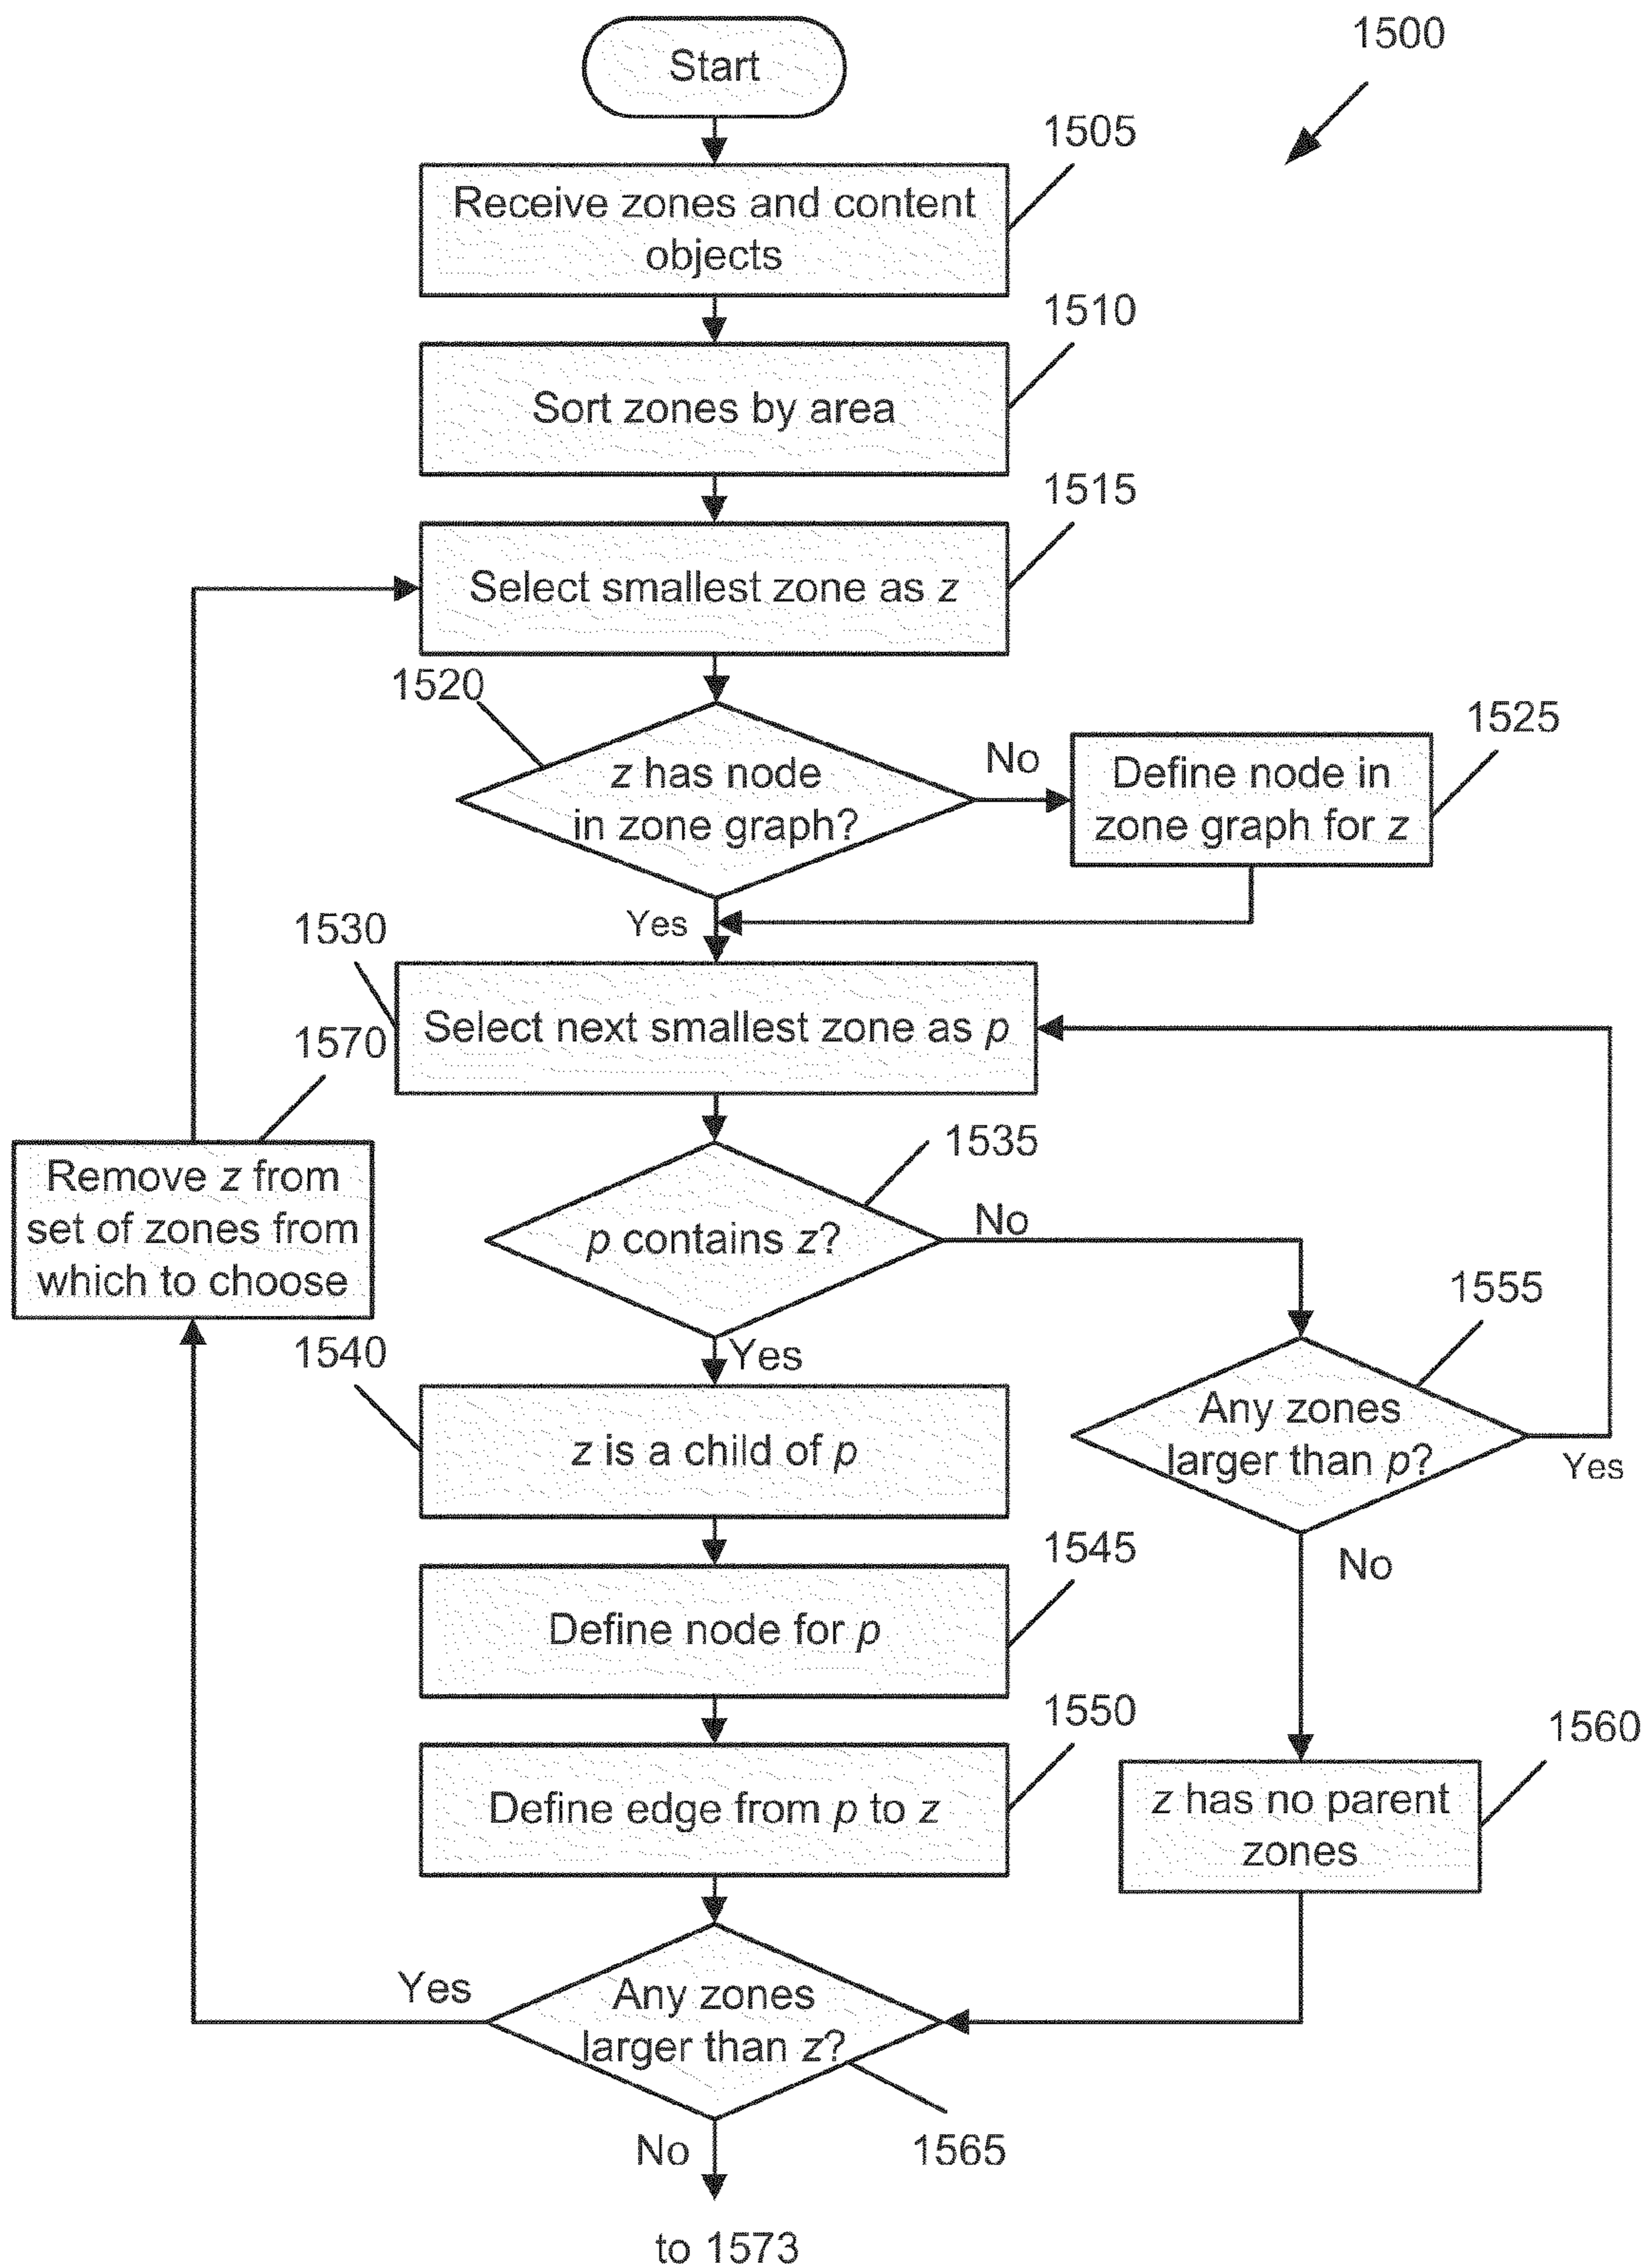 1500
Start
1505
Receive zones and content
objects
1510
Sort zones by area
1515
Select smallest zone as z
1520
z has node
in zone graph?
No
1525
Define node in
zone graph for z
Yes
1530
Select next smallest zone as p
1570
Remove z from
set of zones from
which to choose
1535
p contains z?
No
Yes
1555
Any zones
larger than p?
Yes
No
1540
z is a child of p
1545
Define node for p
1550
Define edge from p to z
1560
z has no parent
zones
Yes
Any zones
larger than z?
1565
No
to 1573